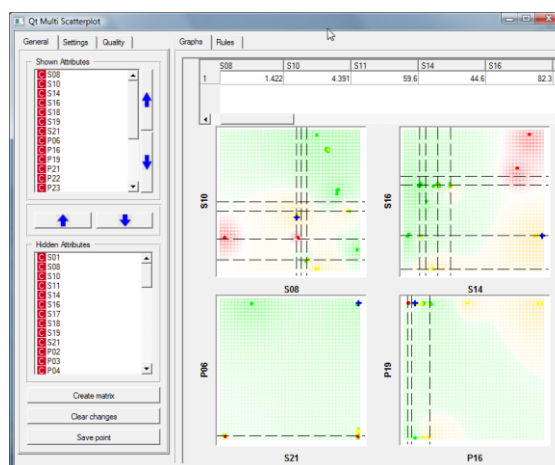 Qt Multi Scatterplot
General Settings Quality Graphs Rules
Shown Attributes
C S08
C S10
C S14
C S16
C S18
C S19
C S21
C P06
C P16
C P19
C P21
C P22
C P23
Hidden Attributes
C S01
C S08
C S10
C S11
C S14
C S16
C S17
C S18
C S19
C S21
C P02
C P03
C P04
Create matrix
Clear changes
Save point
S08 S10 S11 S14 S16
1 1.422 4.391 59.6 44.6 82.3
S10
S08
S16
S14
P06
S21
P19
P16